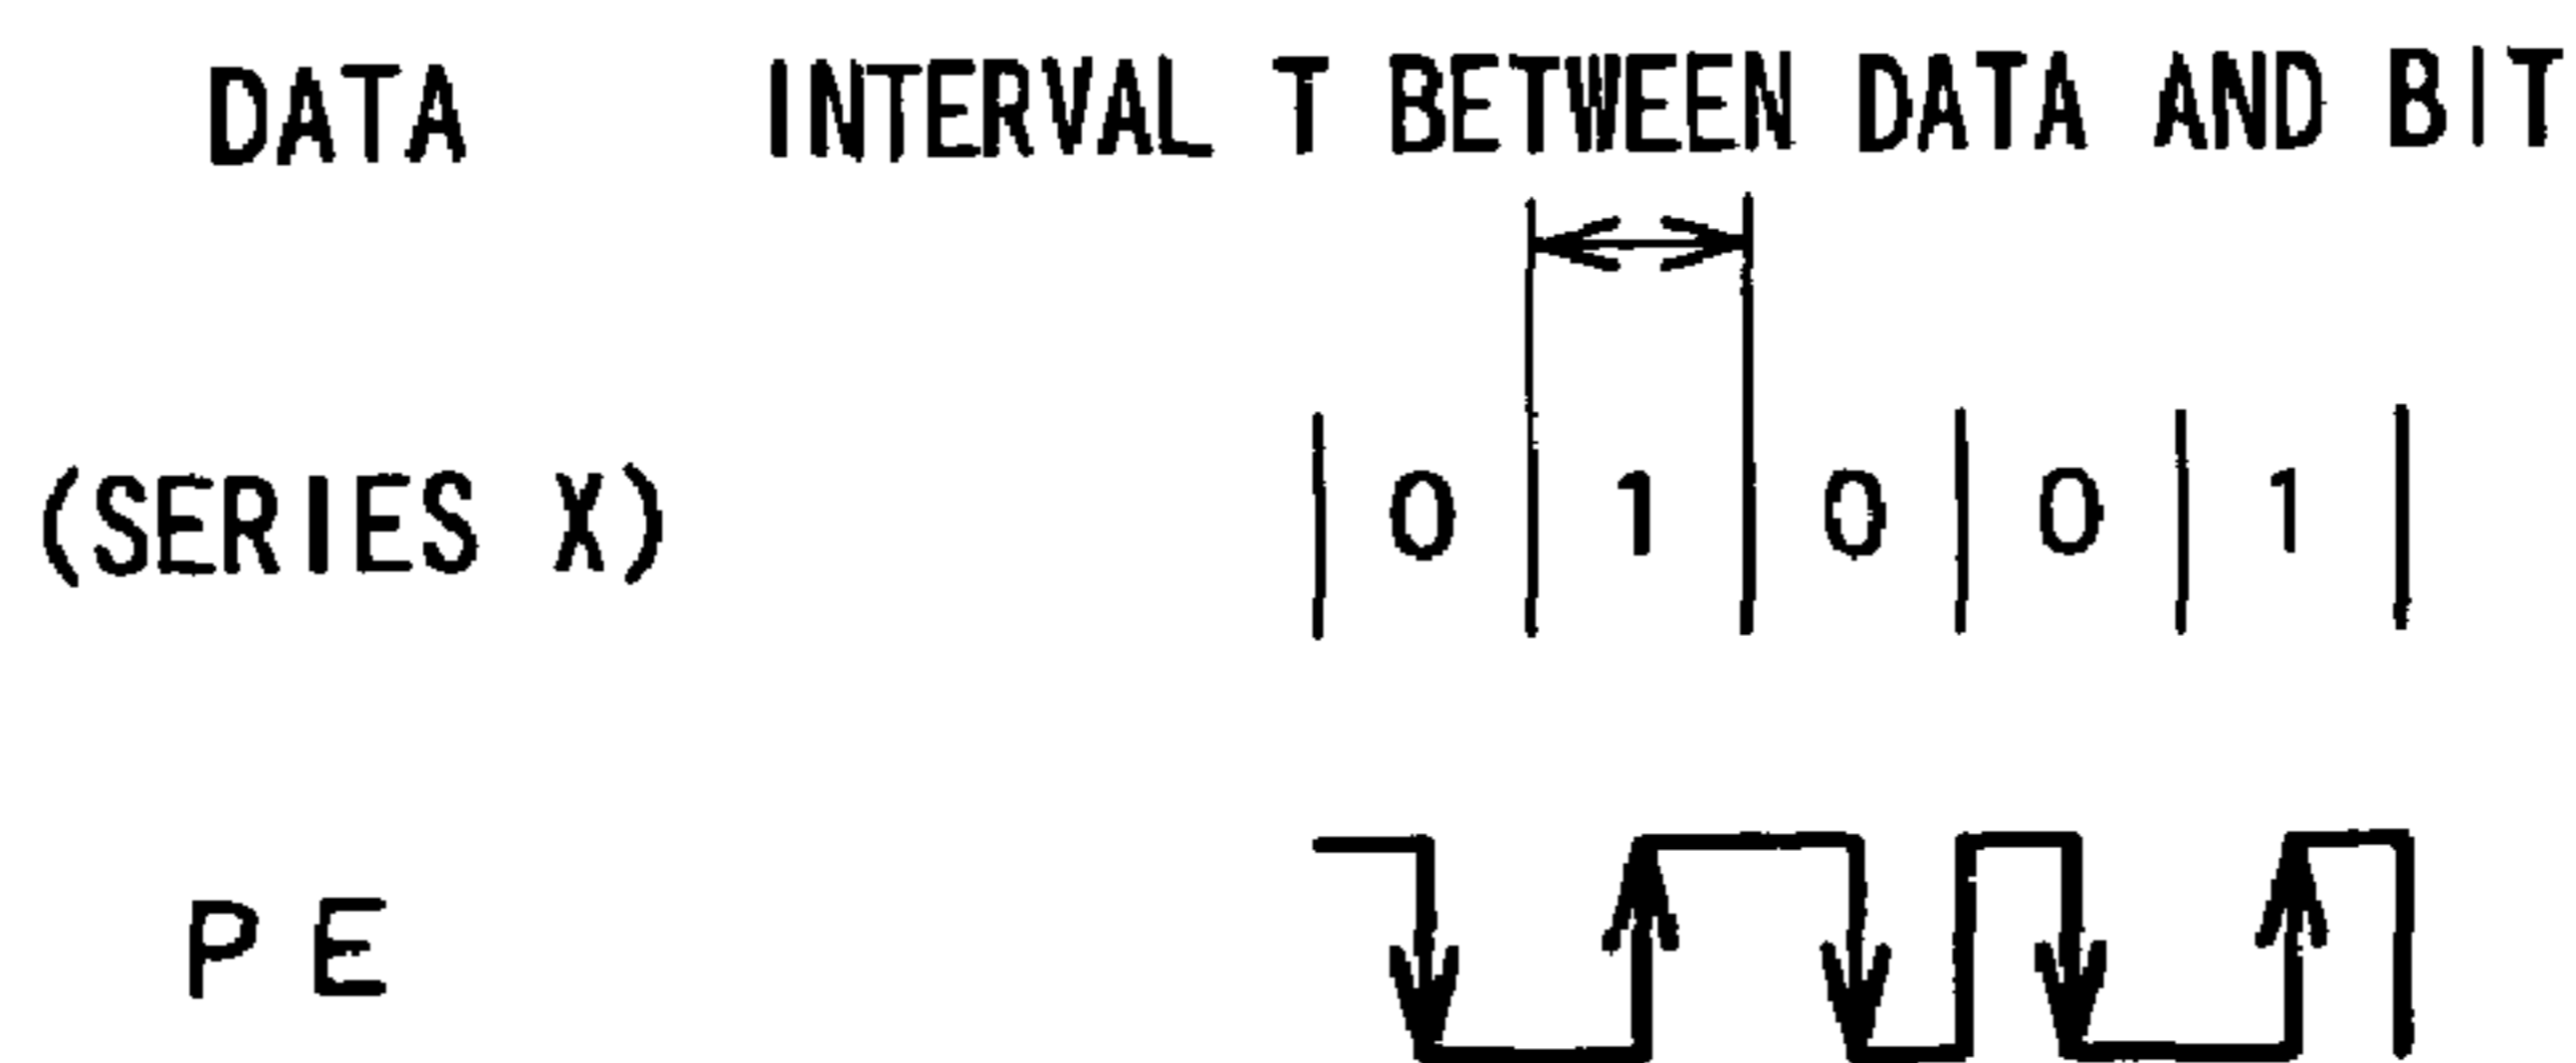 DATA INTERVAL T BETWEEN DATA AND BIT
(SERIES X) | 0 | 1 | 0 | 0 | 1 |
PE